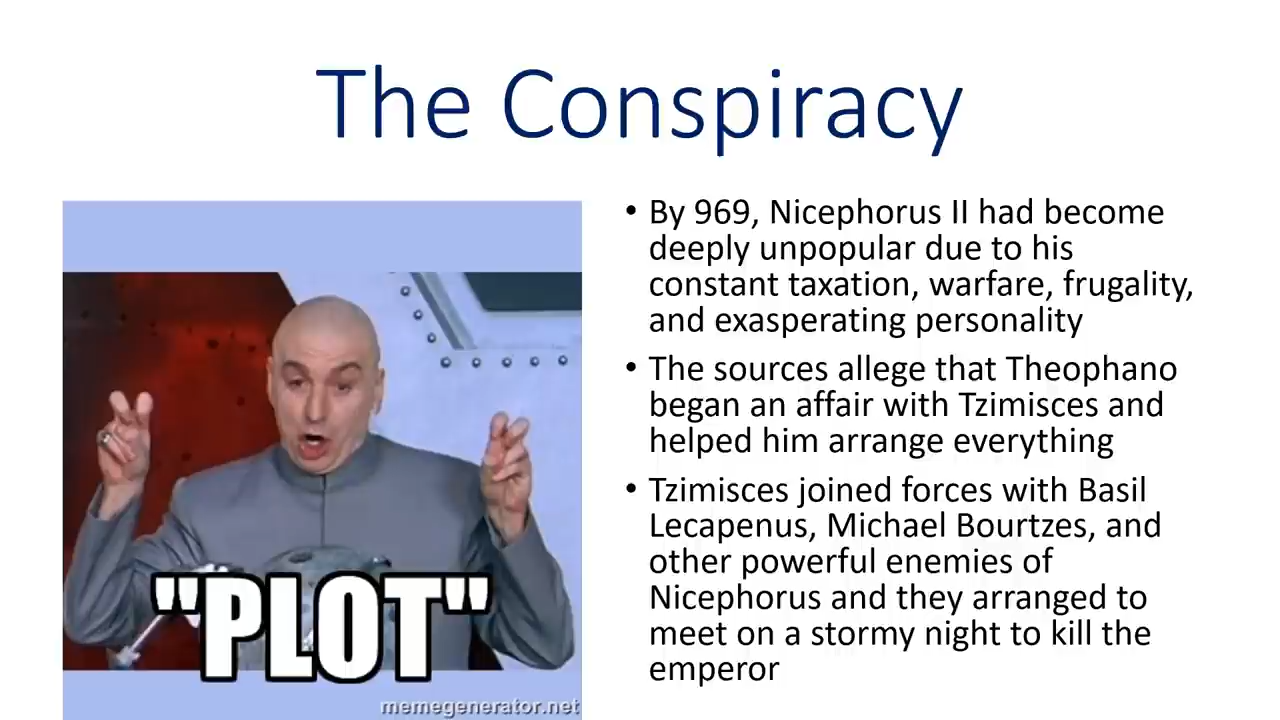 The Conspiracy
• By 969, Nicephorus II had become
deeply unpopular due to his
constant taxation, warfare, frugality,
and exasperating personality
• The sources allege that Theophano
began an affair with Tzimisces and
helped him arrange everything
• Tzimisces joined forces with Basil
Lecapenus, Michael Bourtzes, and
other powerful enemies of
Nicephorus and they arranged to
meet on a stormy night to kill the
emperor
"PLOT"
memegenerator.net